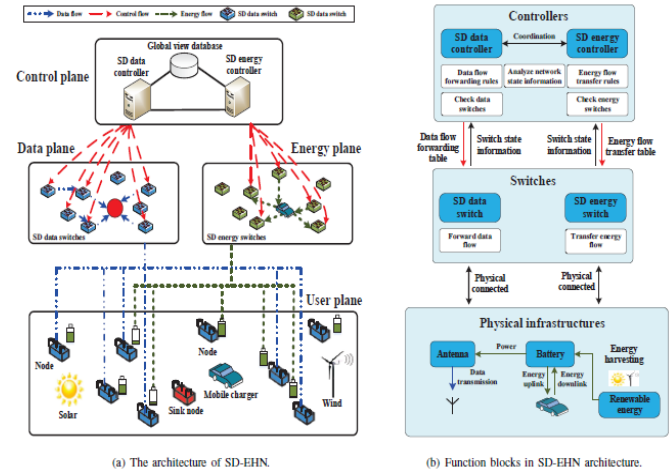 Data flow
Control flow
Energy flow
SD data switch
SD data switch
Global view database
SD data
controller
SD energy
controller
Control plane
Data plane
Energy plane
SD data switches
SD energy switches
User plane
Node
Node
Solar
Sink node
Mobile charger
Wind
(a) The architecture of SD-EHN.
Controllers
SD data
controller
Coordination
SD energy
controller
Data flow
forwarding rules
Analyze network
state information
Energy flow
transfer rules
Check data
switches
Check energy
switches
Data flow
forwarding
table
Switch state
information
Switch state
information
Energy flow
transfer table
Switches
SD data
switch
SD energy
switch
Forward data
flow
Transfer energy
flow
Physical
connected
Physical
connected
Physical infrastructures
Antenna
Power
Battery
Energy
harvesting
Data
transmission
Energy
uplink
Energy
downlink
Renewable
energy
(b) Function blocks in SD-EHN architecture.